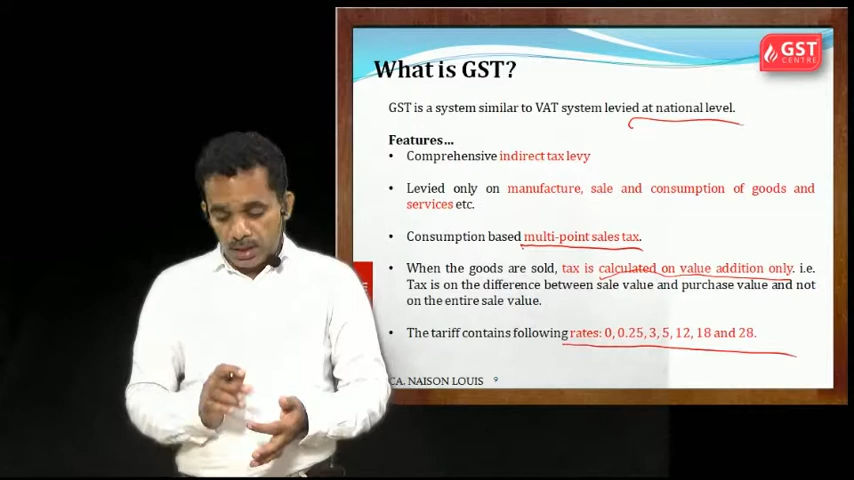 GST
CENTRE
What is GST?
GST is a system similar to VAT system levied at national level.
Features…
• Comprehensive indirect tax levy
• Levied only on manufacture, sale and consumption of goods and
services etc.
• Consumption based multi-point sales tax.
• When the goods are sold, tax is calculated on value addition only. i.e.
Tax is on the difference between sale value and purchase value and not
on the entire sale value.
• The tariff contains following rates: 0, 0.25, 3, 5, 12, 18 and 28.
CA. NAISON LOUIS 9